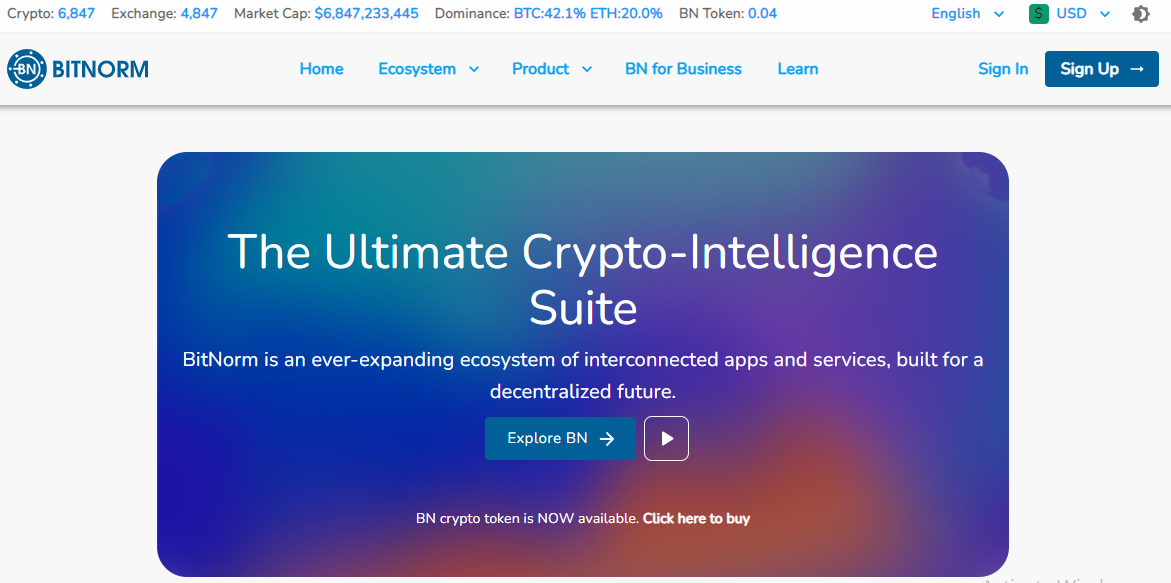 Crypto: 6,847 Exchange: 4,847 Market Cap: $6,847,233,445 Dominance: BTC:42.1% ETH:20.0% BN Token: 0.04 English $ USD
BN BITNORM Home Ecosystem Product BN for Business Learn Sign In Sign Up →
The Ultimate Crypto-Intelligence
Suite
BitNorm is an ever-expanding ecosystem of interconnected apps and services, built for a
decentralized future.
Explore BN →
BN crypto token is NOW available. Click here to buy